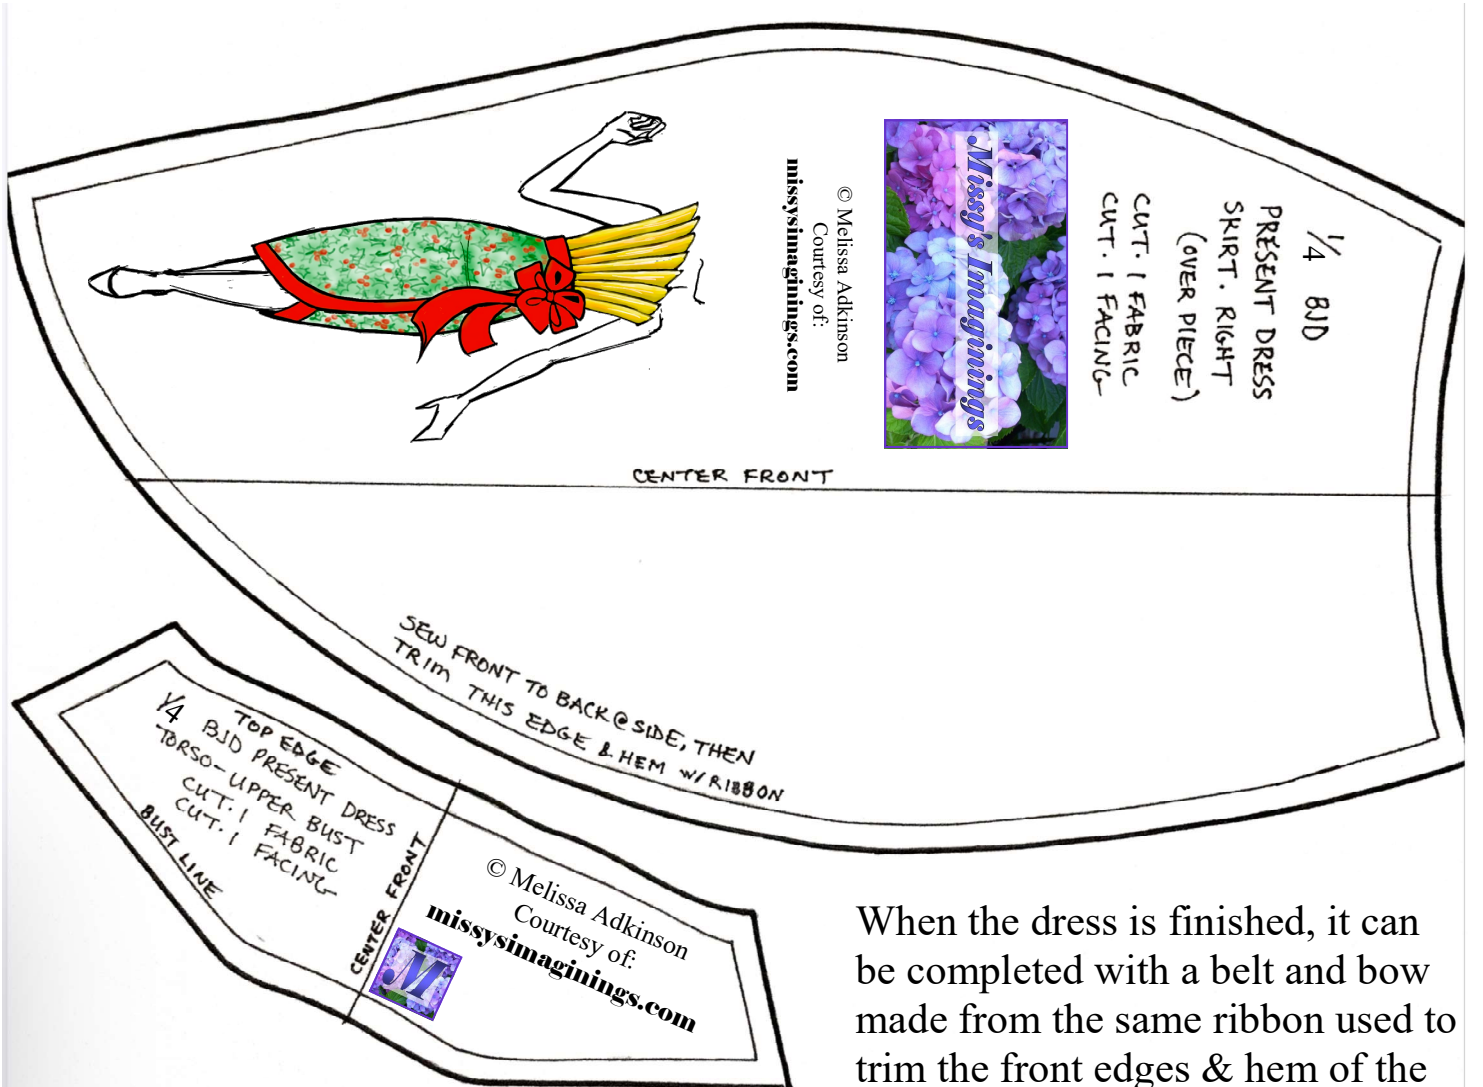 1/4 BJD
PRESENT DRESS
SKIRT. RIGHT
(OVER PIECE)
CUT. 1 FABRIC
CUT. 1 FACING
Missy's Imaginings
© Melissa Adkinson
Courtesy of:
missysimaginings.com
CENTER FRONT
SEW FRONT TO BACK @ SIDE, THEN
TRIM THIS EDGE & HEM W/ RIBBON
TOP EDGE
1/4 BJD PRESENT DRESS
TORSO-UPPER BUST
CUT. 1 FABRIC
CUT. 1 FACING
BUST LINE
CENTER FRONT
© Melissa Adkinson
Courtesy of:
missysimaginings.com
M
When the dress is finished, it can
be completed with a belt and bow
made from the same ribbon used to
trim the front edges & hem of the